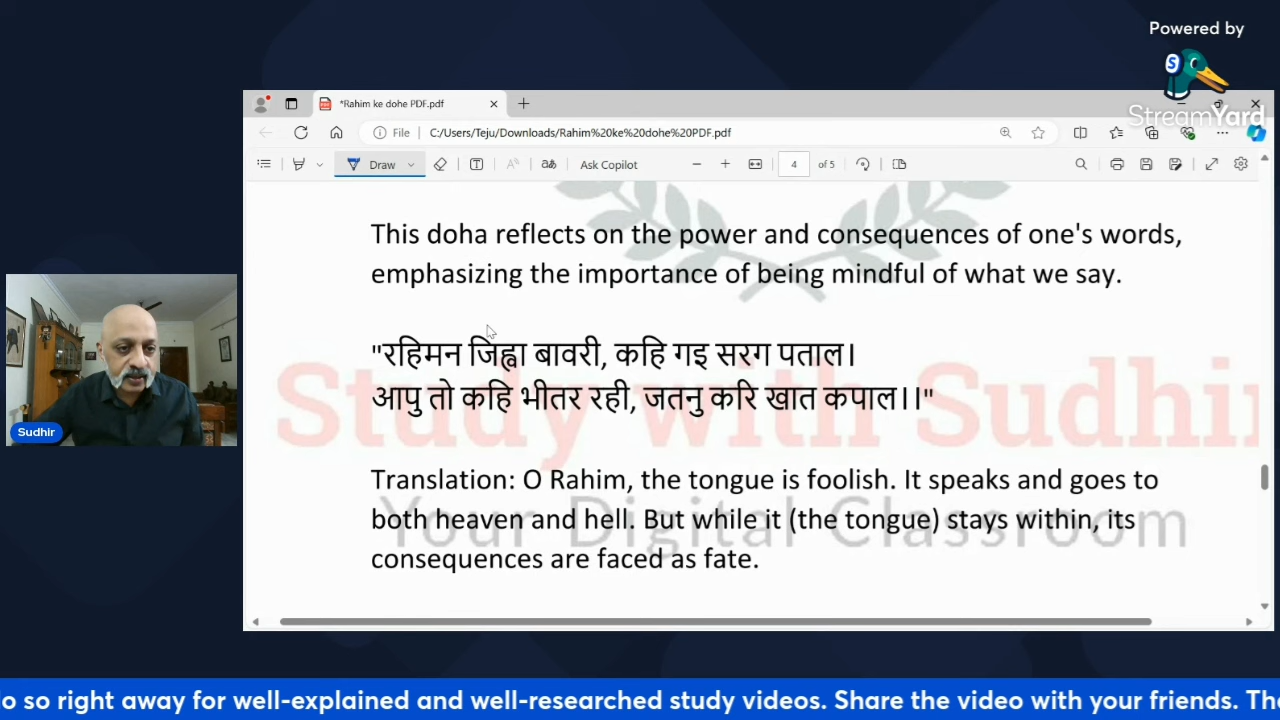 Powered by
StreamYard
*Rahim ke dohe PDF.pdf
File
C:/Users/Teju/Downloads/Rahim%20ke%20dohe%20PDF.pdf
Draw
Ask Copilot
4
of 5
This doha reflects on the power and consequences of one's words,
emphasizing the importance of being mindful of what we say.
"रहिमन जिह्वा बावरी, कहि गइ सरग पताल।
आपु तो कहि भीतर रही, जतनु करि खात कपाल।।"
Study with Sudhir
Translation: O Rahim, the tongue is foolish. It speaks and goes to
both heaven and hell. But while it (the tongue) stays within, its
Your Digital Classroom
consequences are faced as fate.
Sudhir
o so right away for well-explained and well-researched study videos. Share the video with your friends. Th